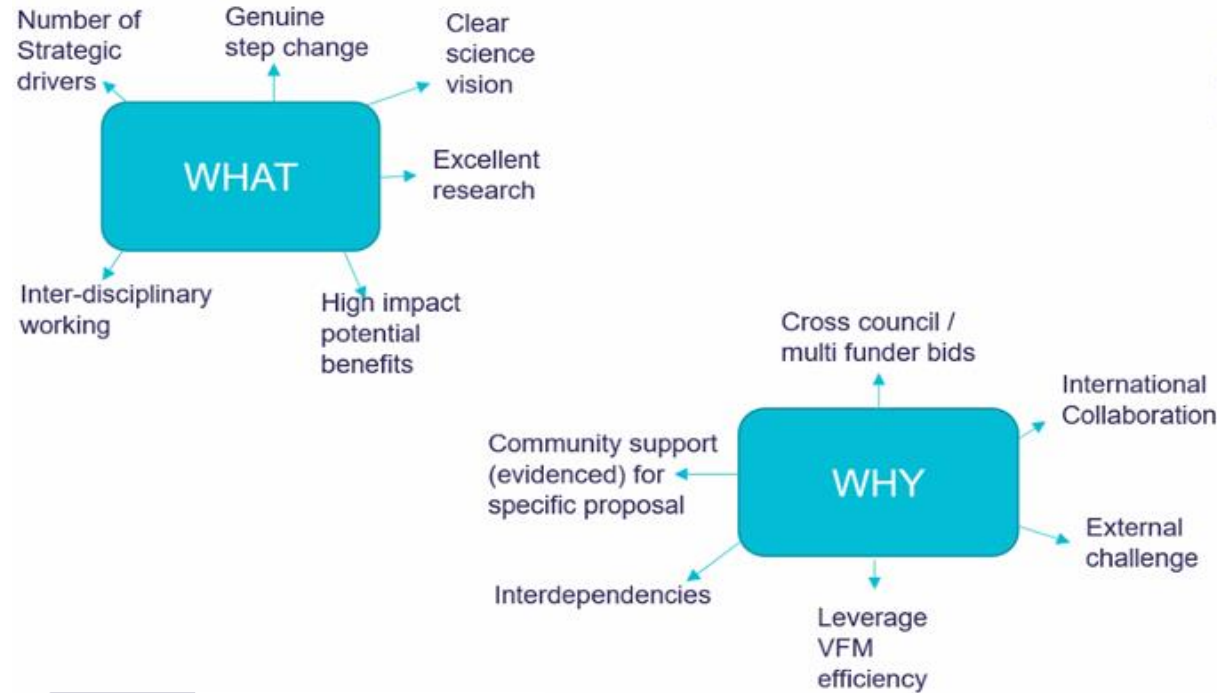 Number of
Strategic
drivers
Genuine
step change
Clear
science
vision
WHAT
Excellent
research
Inter-disciplinary
working
High impact
potential
benefits
Cross council /
multi funder bids
International
Collaboration
Community support
(evidenced) for
specific proposal
WHY
External
challenge
Interdependencies
Leverage
VFM
efficiency